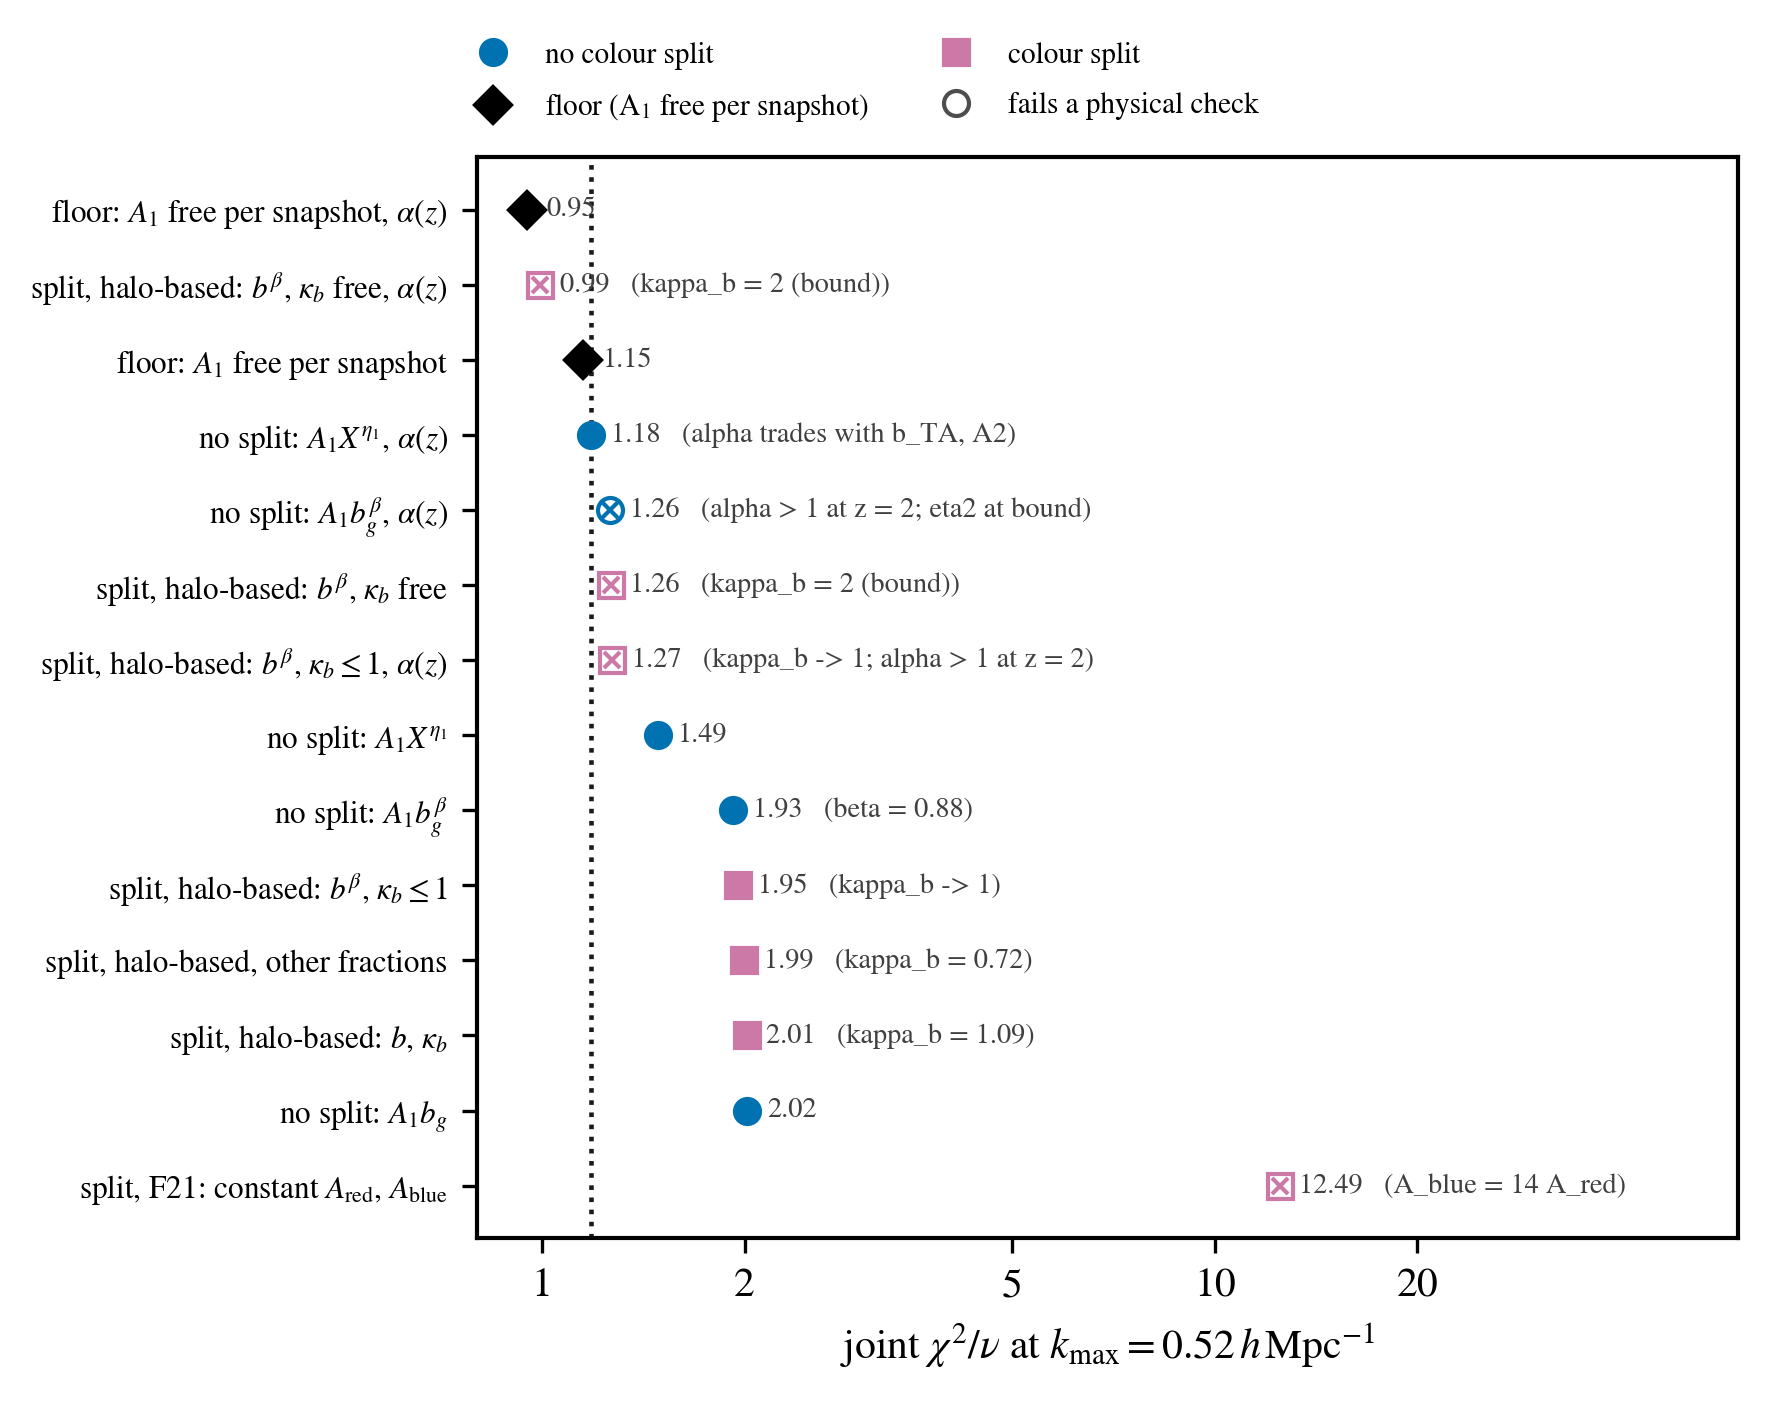 no colour split
colour split
floor (A₁ free per snapshot)
fails a physical check
floor: A₁ free per snapshot, α(z)
0.95
split, halo-based: b^β, κ_b free, α(z)
0.99 (kappa_b = 2 (bound))
floor: A₁ free per snapshot
1.15
no split: A₁X^η₁, α(z)
1.18 (alpha trades with b_TA, A2)
no split: A₁b_g^β, α(z)
1.26 (alpha > 1 at z = 2; eta2 at bound)
split, halo-based: b^β, κ_b free
1.26 (kappa_b = 2 (bound))
split, halo-based: b^β, κ_b ≤ 1, α(z)
1.27 (kappa_b -> 1; alpha > 1 at z = 2)
no split: A₁X^η₁
1.49
no split: A₁b_g^β
1.93 (beta = 0.88)
split, halo-based: b^β, κ_b ≤ 1
1.95 (kappa_b -> 1)
split, halo-based, other fractions
1.99 (kappa_b = 0.72)
split, halo-based: b, κ_b
2.01 (kappa_b = 1.09)
no split: A₁b_g
2.02
split, F21: constant A_red, A_blue
12.49 (A_blue = 14 A_red)
1 2 5 10 20
joint χ²/ν at k_max = 0.52 h Mpc⁻¹